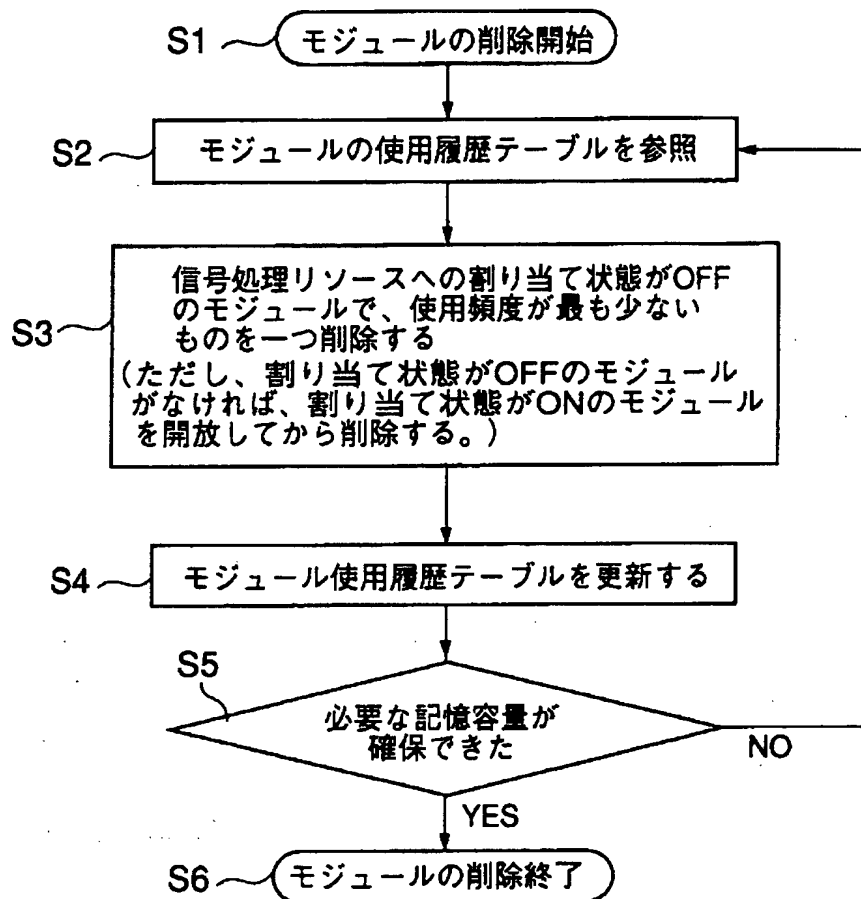 S1
モジュールの削除開始
S2
モジュールの使用履歴テーブルを参照
S3
信号処理リソースへの割り当て状態がOFF
のモジュールで、使用頻度が最も少ない
ものを一つ削除する
(ただし、割り当て状態がOFFのモジュール
がなければ、割り当て状態がONのモジュール
を開放してから削除する。)
S4
モジュール使用履歴テーブルを更新する
S5
必要な記憶容量が
確保できた
NO
YES
S6
モジュールの削除終了